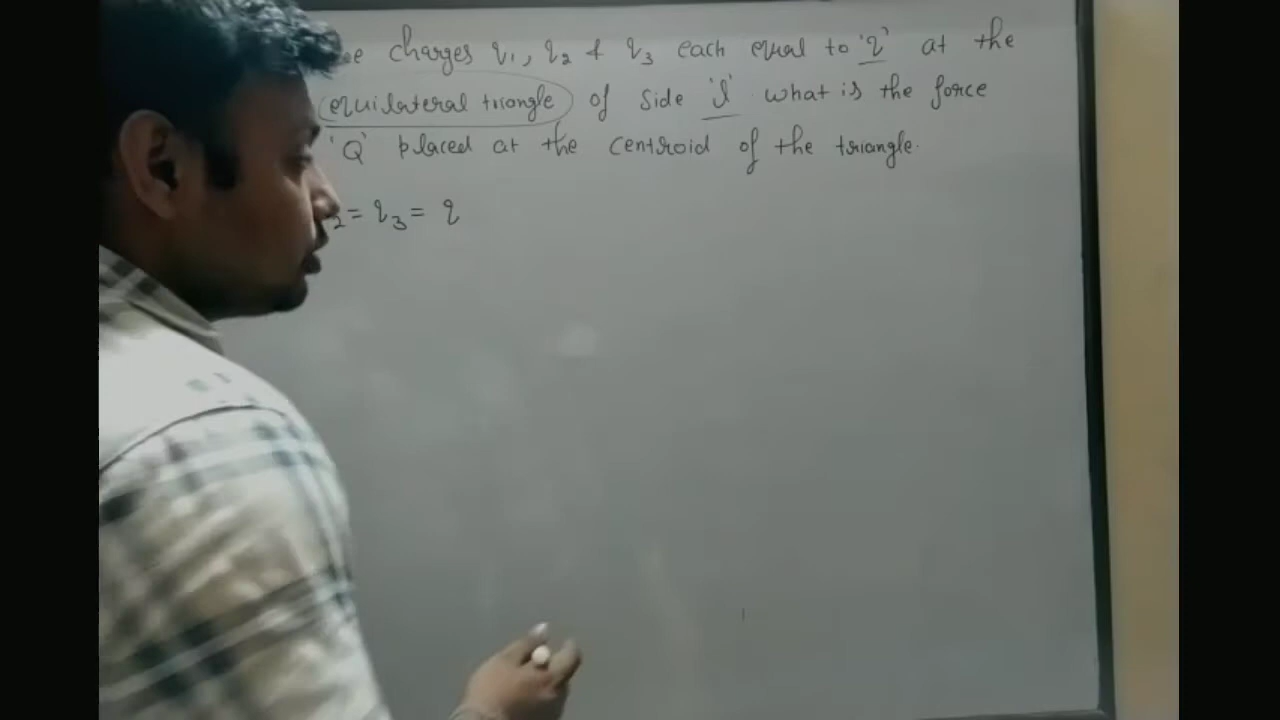 charges q₁, q₂ & q₃ each equal to 'q' at the
equilateral triangle of side 'l' what is the force
'Q' placed at the centroid of the triangle.
₂ = q₃ = q